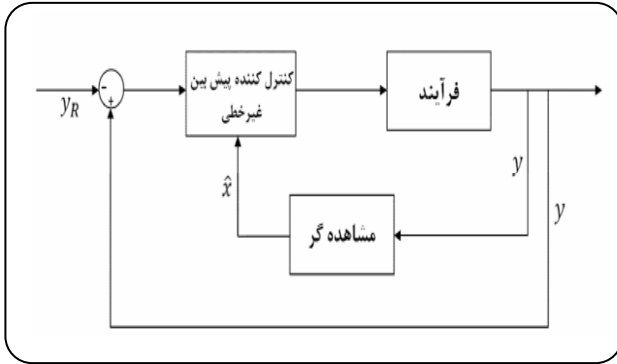 کنترل کننده پیش بین
غیرخطی
فرآیند
-
+
y_R
x̂
y
مشاهده گر
y